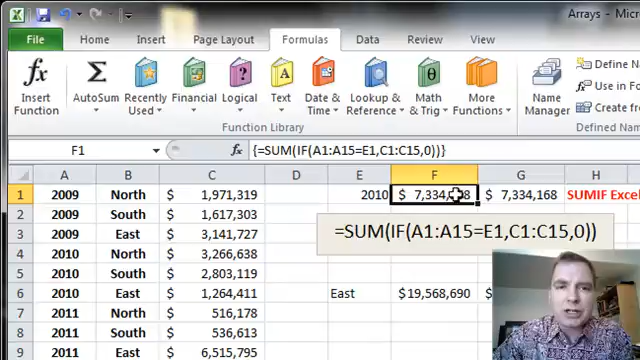 Arrays - Micr
File Home Insert Page Layout Formulas Data Review View
Insert Function
AutoSum
Recently Used
Financial
Logical
Text
Date & Time
Lookup & Reference
Math & Trig
More Functions
Name Manager
Define Na
Use in Fo
Create fro
Function Library
Defined Nam
F1 fx {=SUM(IF(A1:A15=E1,C1:C15,0))}
A B C D E F G H
1 2009 North $ 1,971,319 2010 $ 7,334, 8 $ 7,334,168 SUMIF Excel
2 2009 South $ 1,617,303
3 2009 East $ 3,141,727
=SUM(IF(A1:A15=E1,C1:C15,0))
4 2010 North $ 3,266,638
5 2010 South $ 2,803,119
6 2010 East $ 1,264,411 East $19,568,690 $
7 2011 North $ 516,178
8 2011 South $ 536,613
9 2011 East $ 6,515,795